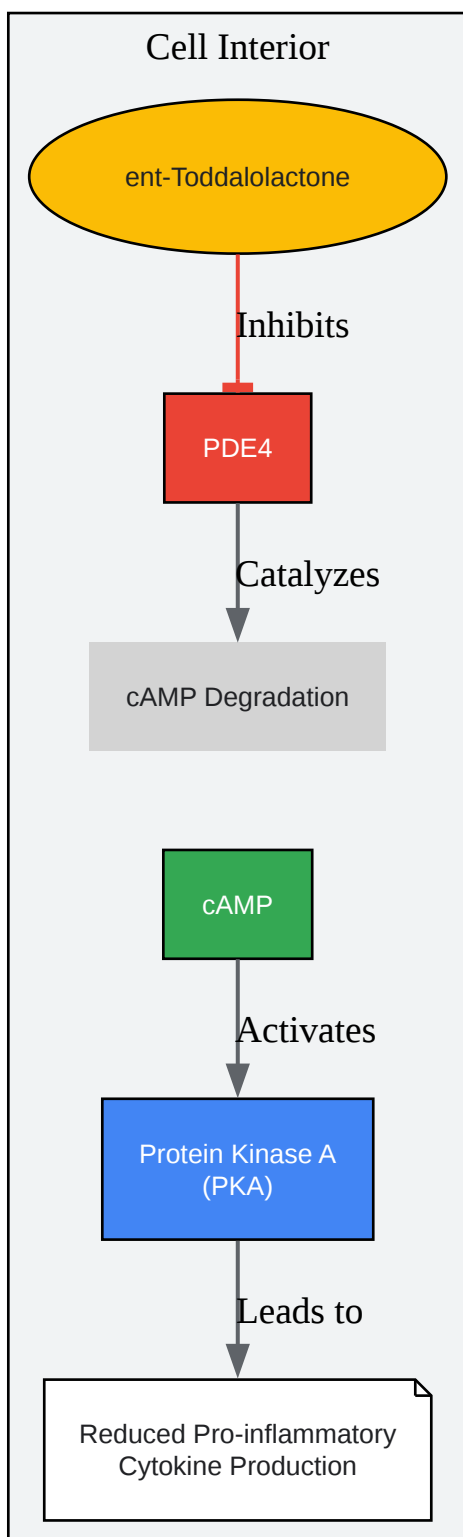 Cell Interior
ent-Toddalolactone
Inhibits
PDE4
Catalyzes
cAMP Degradation
cAMP
Activates
Protein Kinase A
(PKA)
Leads to
Reduced Pro-inflammatory
Cytokine Production